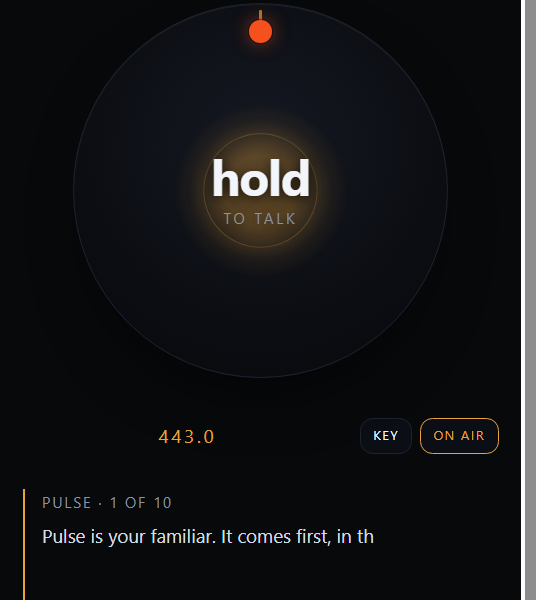 hold
TO TALK
443.0
KEY
ON AIR
PULSE · 1 OF 10
Pulse is your familiar. It comes first, in th